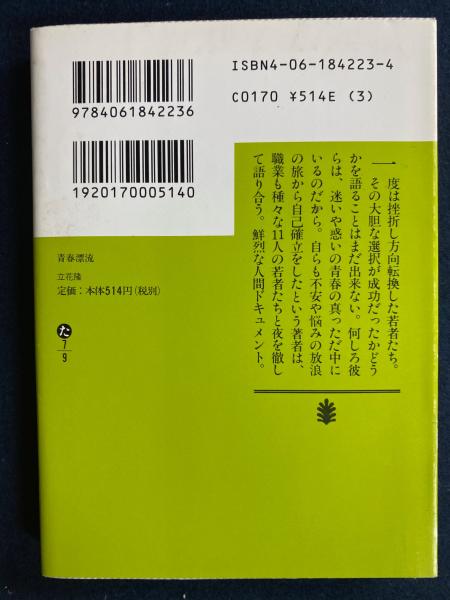 ISBN4-06-184223-4
C0170 ¥514E (3)
9784061842236
1920170005140
青春漂流
立花隆
定価：本体514円(税別)
た
7
9
一度は挫折し方向転換した若者たち。
その大胆な選択が成功だったかどう
かを語ることはまだ出来ない。何しろ彼
らは、迷いや惑いの青春の真っただ中に
いるのだから。自らも不安や悩みの放浪
の旅から自己確立をしたという著者は、
職業も種々な11人の若者たちと夜を徹し
て語り合う。鮮烈な人間ドキュメント。